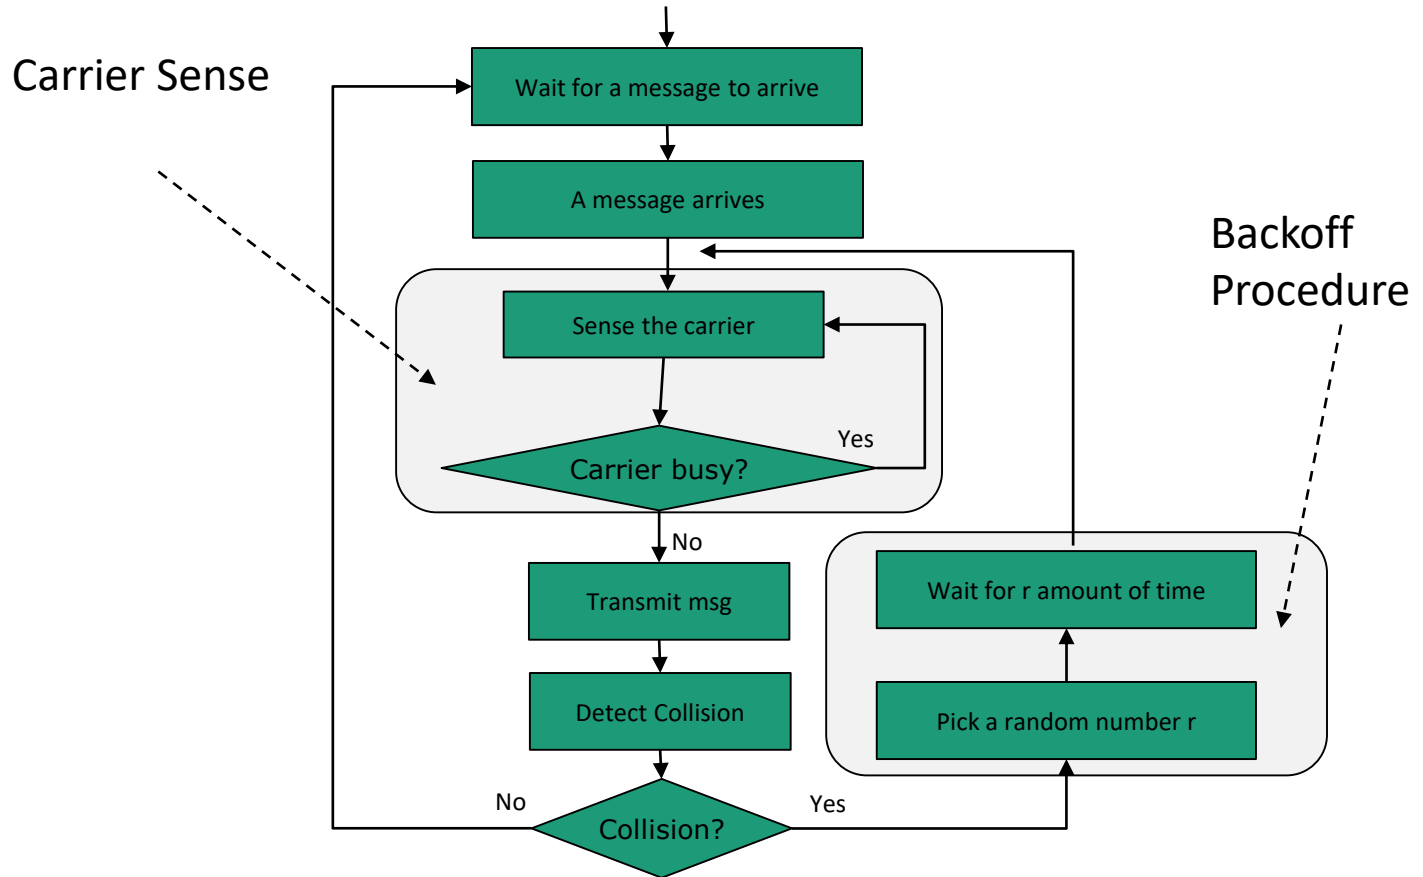 Carrier Sense
Wait for a message to arrive
A message arrives
Backoff
Procedure
Sense the carrier
Yes
Carrier busy?
No
Wait for r amount of time
Transmit msg
Detect Collision
Pick a random number r
No
Yes
Collision?